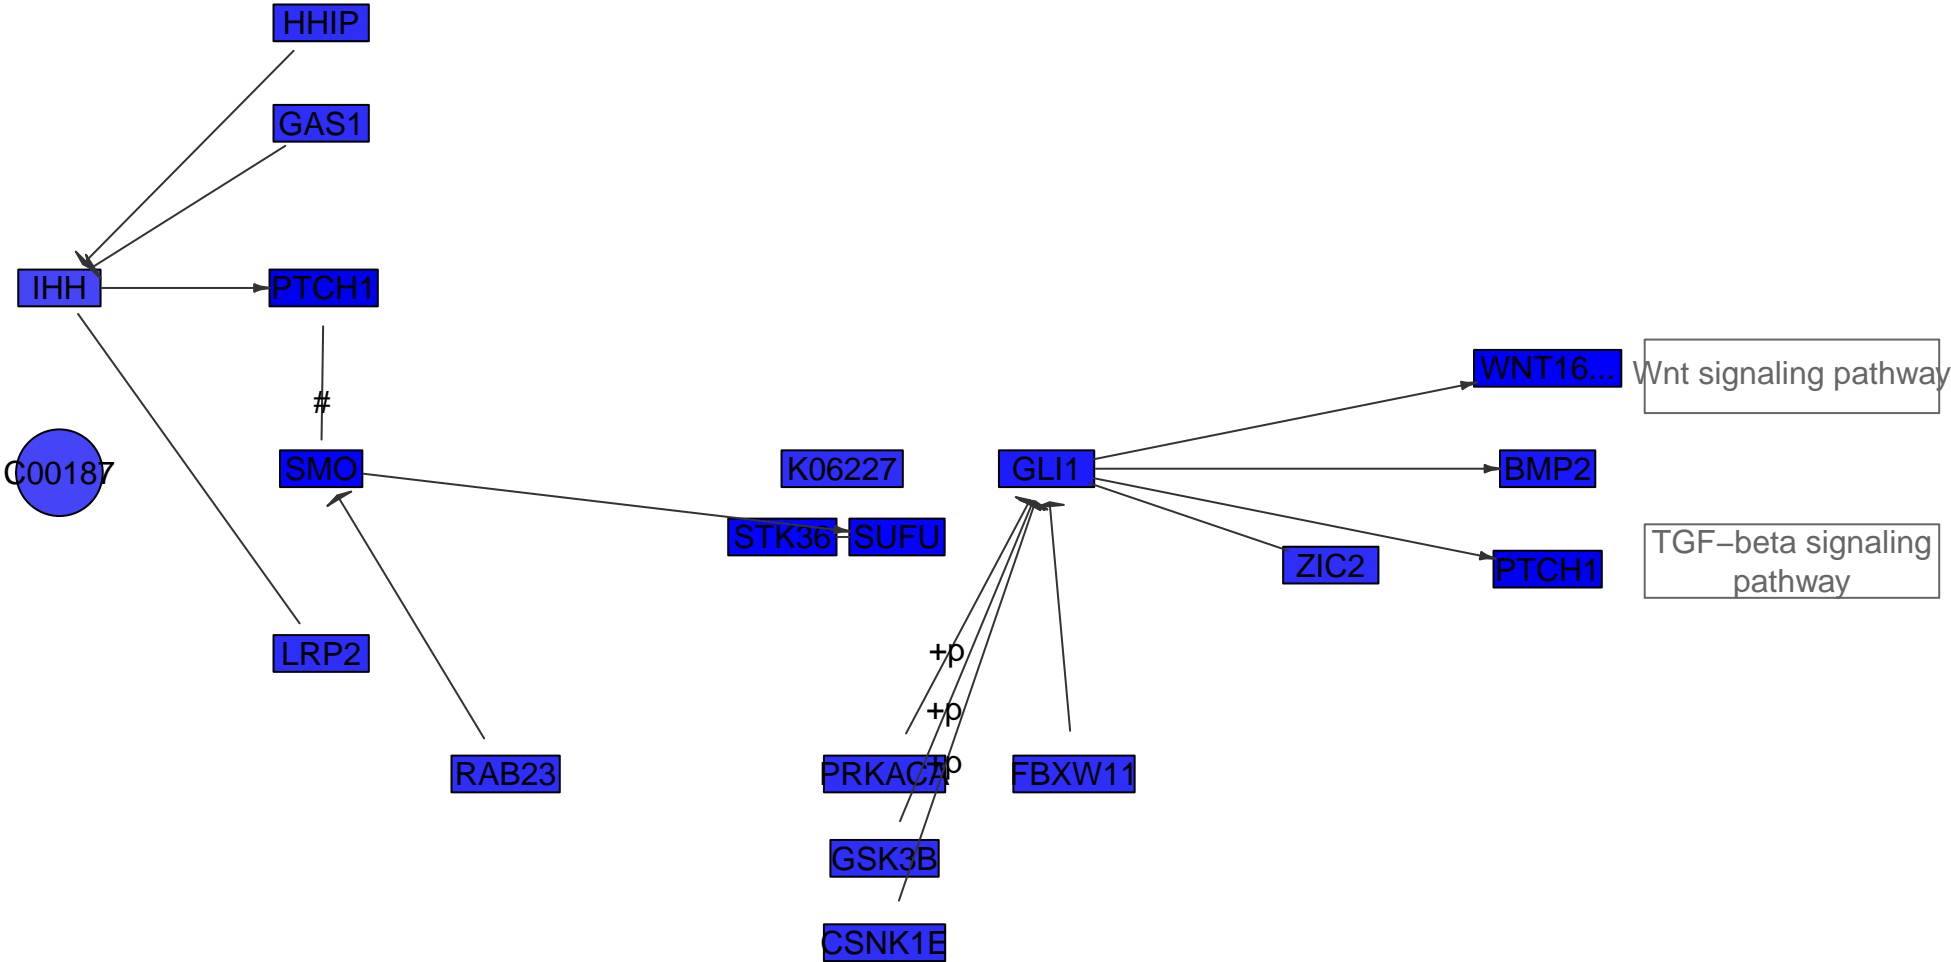 HHIP
GAS1
IHH
PTCH1
WNT16...
Wnt signaling pathway
#
C00187
SMO
K06227
GLI1
BMP2
STK36
SUFU
ZIC2
PTCH1
TGF−beta signaling
pathway
LRP2
+p
+p
+p
RAB23
PRKACA
FBXW11
GSK3B
CSNK1E